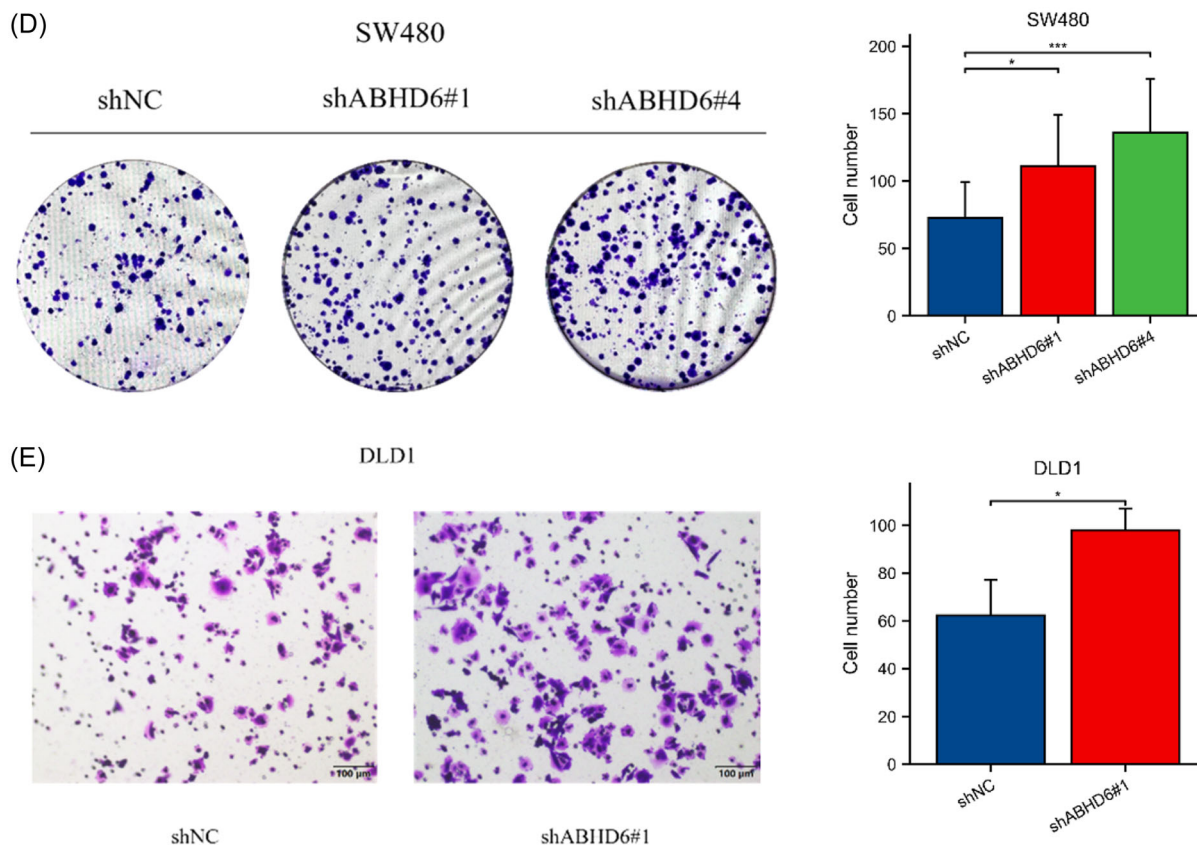 (D)
SW480
shNC shABHD6#1 shABHD6#4
SW480
Cell number
200
150
100
50
0
***
*
shNC
shABHD6#1
shABHD6#4
(E)
DLD1
100 μm
100 μm
shNC shABHD6#1
DLD1
Cell number
100
80
60
40
20
0
*
shNC
shABHD6#1